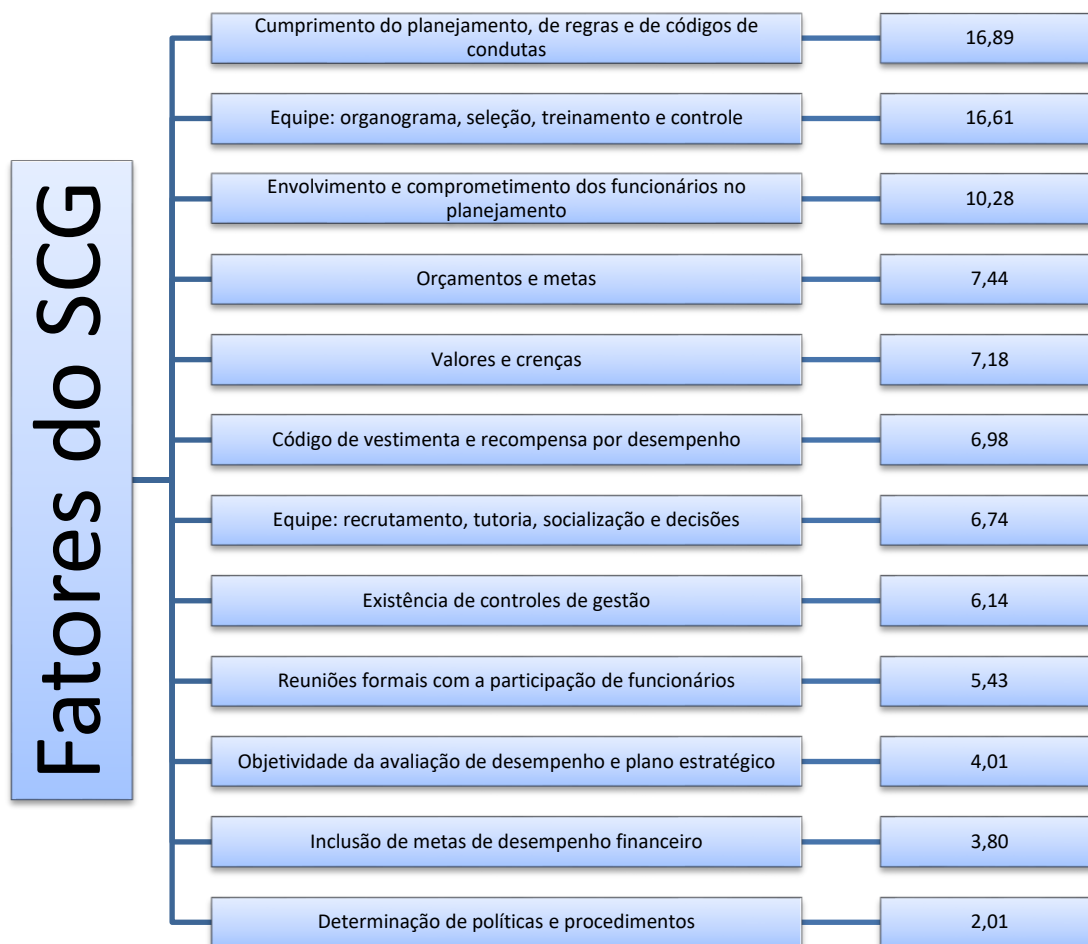 Fatores do SCG
Cumprimento do planejamento, de regras e de códigos de
condutas
16,89
Equipe: organograma, seleção, treinamento e controle
16,61
Envolvimento e comprometimento dos funcionários no
planejamento
10,28
Orçamentos e metas
7,44
Valores e crenças
7,18
Código de vestimenta e recompensa por desempenho
6,98
Equipe: recrutamento, tutoria, socialização e decisões
6,74
Existência de controles de gestão
6,14
Reuniões formais com a participação de funcionários
5,43
Objetividade da avaliação de desempenho e plano estratégico
4,01
Inclusão de metas de desempenho financeiro
3,80
Determinação de políticas e procedimentos
2,01